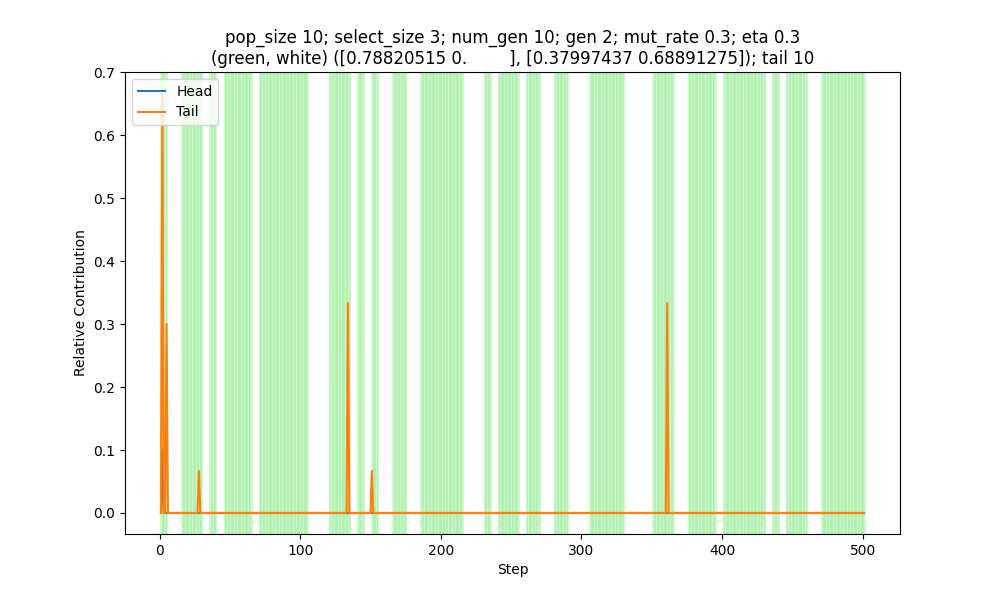 pop_size 10; select_size 3; num_gen 10; gen 2; mut_rate 0.3; eta 0.3
(green, white) ([0.78820515 0.        ], [0.37997437 0.68891275]); tail 10
Head
Tail
0.7
0.6
0.5
0.4
0.3
0.2
0.1
0.0
Relative Contribution
0 100 200 300 400 500
Step